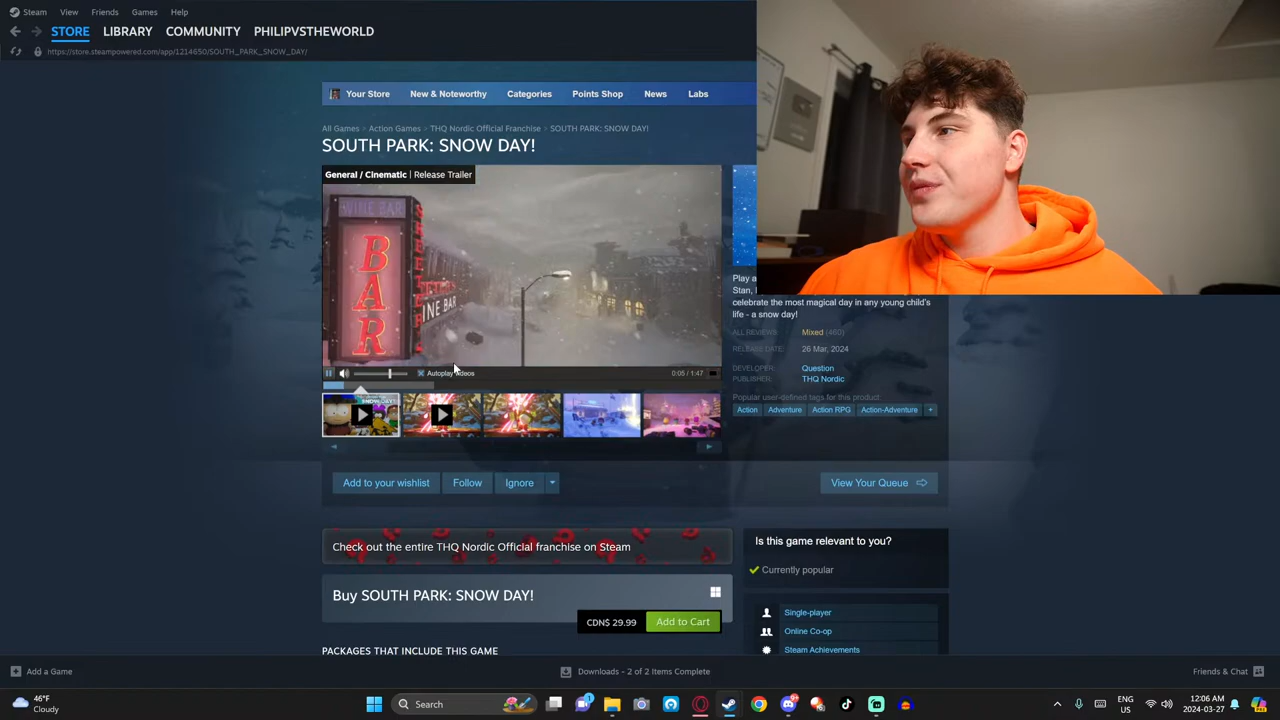 Steam View Friends Games Help
STORE LIBRARY COMMUNITY PHILIPVSTHEWORLD
https://store.steampowered.com/app/1214650/SOUTH_PARK_SNOW_DAY/
Your Store New & Noteworthy Categories Points Shop News Labs
All Games > Action Games > THQ Nordic Official Franchise > SOUTH PARK: SNOW DAY!
SOUTH PARK: SNOW DAY!
General / Cinematic | Release Trailer
WINE BAR
BAR
WINE BAR
Autoplay videos
0:05 / 1:47
Play a
Stan,
celebrate the most magical day in any young child's
life - a snow day!
ALL REVIEWS: Mixed (460)
RELEASE DATE: 26 Mar, 2024
DEVELOPER: Question
PUBLISHER: THQ Nordic
Popular user-defined tags for this product:
Action Adventure Action RPG Action-Adventure +
Add to your wishlist Follow Ignore
View Your Queue
Check out the entire THQ Nordic Official franchise on Steam
Is this game relevant to you?
Currently popular
Buy SOUTH PARK: SNOW DAY!
CDN$ 29.99 Add to Cart
Single-player
Online Co-op
Steam Achievements
PACKAGES THAT INCLUDE THIS GAME
Add a Game
Downloads - 2 of 2 Items Complete
Friends & Chat
46°F
Cloudy
Search
ENG
US
12:06 AM
2024-03-27